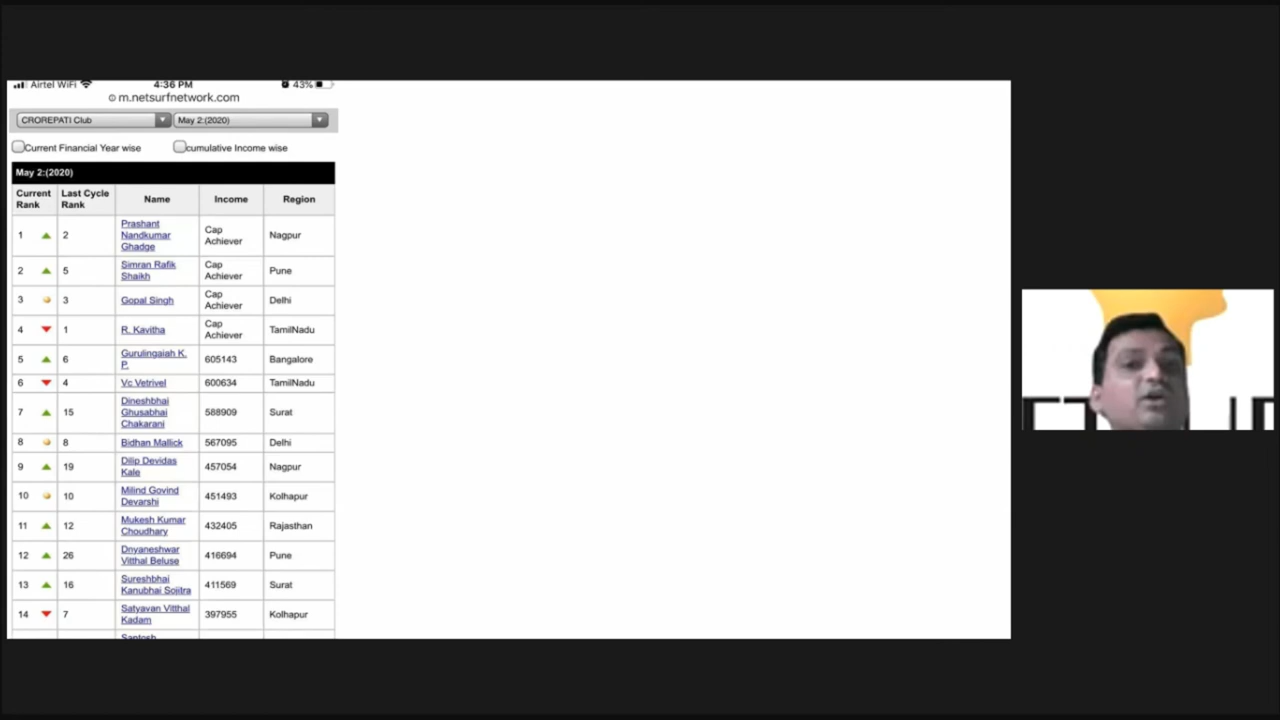 Airtel WiFi 4:36 PM 43%
m.netsurfnetwork.com
CROREPATI Club May 2:(2020)
Current Financial Year wise cumulative Income wise
May 2:(2020)
Current Rank Last Cycle Rank Name Income Region
1 2 Prashant Nandkumar Ghadge Cap Achiever Nagpur
2 5 Simran Rafik Shaikh Cap Achiever Pune
3 3 Gopal Singh Cap Achiever Delhi
4 1 R. Kavitha Cap Achiever TamilNadu
5 6 Gurulingaiah K. P. 605143 Bangalore
6 4 Vc Vetrivel 600634 TamilNadu
7 15 Dineshbhai Ghusabhai Chakarani 588909 Surat
8 8 Bidhan Mallick 567095 Delhi
9 19 Dilip Devidas Kale 457054 Nagpur
10 10 Milind Govind Devarshi 451493 Kolhapur
11 12 Mukesh Kumar Choudhary 432405 Rajasthan
12 26 Dnyaneshwar Vitthal Beluse 416694 Pune
13 16 Sureshbhai Kanubhai Sojitra 411569 Surat
14 7 Satyavan Vitthal Kadam 397955 Kolhapur
Santosh